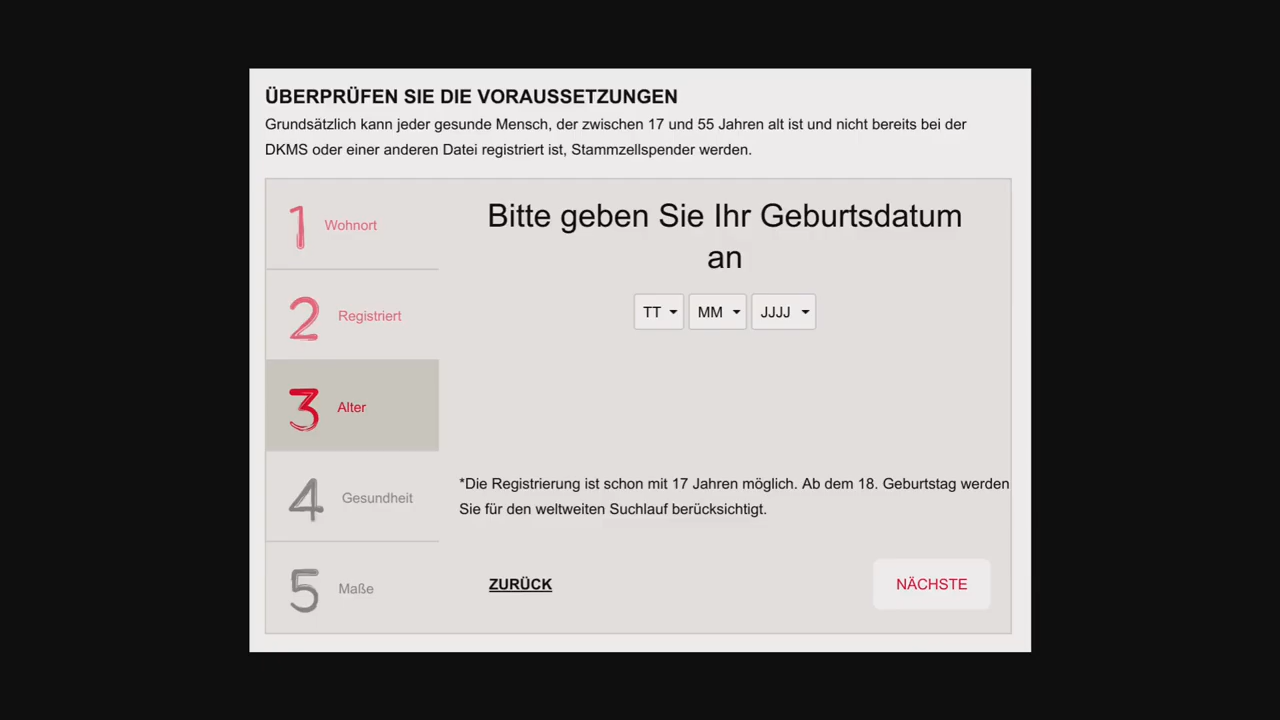 ÜBERPRÜFEN SIE DIE VORAUSSETZUNGEN
Grundsätzlich kann jeder gesunde Mensch, der zwischen 17 und 55 Jahren alt ist und nicht bereits bei der
DKMS oder einer anderen Datei registriert ist, Stammzellspender werden.
1 Wohnort
2 Registriert
3 Alter
4 Gesundheit
5 Maße
Bitte geben Sie Ihr Geburtsdatum
an
TT MM JJJJ
*Die Registrierung ist schon mit 17 Jahren möglich. Ab dem 18. Geburtstag werden
Sie für den weltweiten Suchlauf berücksichtigt.
ZURÜCK NÄCHSTE